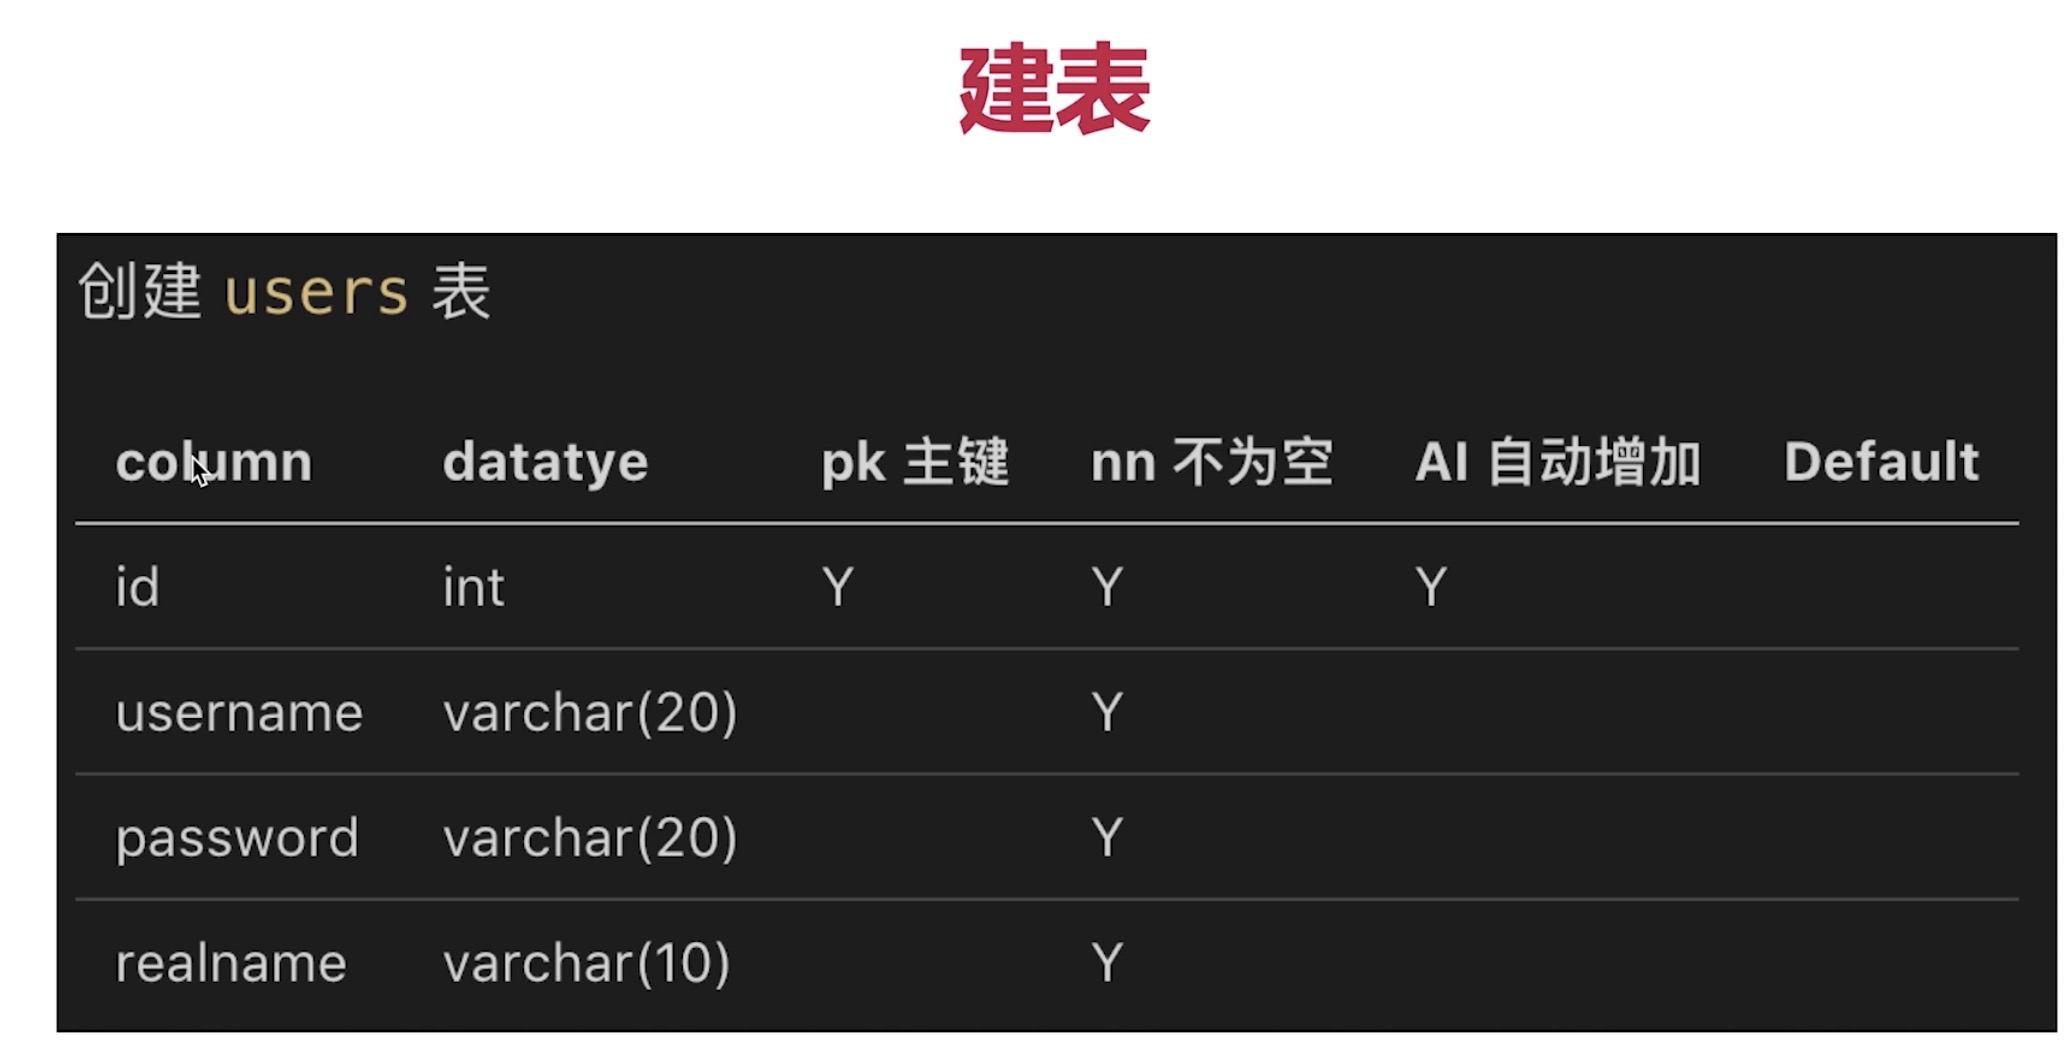 建表
创建 users 表
column datatye pk 主键 nn 不为空 AI 自动增加 Default
id int Y Y Y
username varchar(20) Y
password varchar(20) Y
realname varchar(10) Y